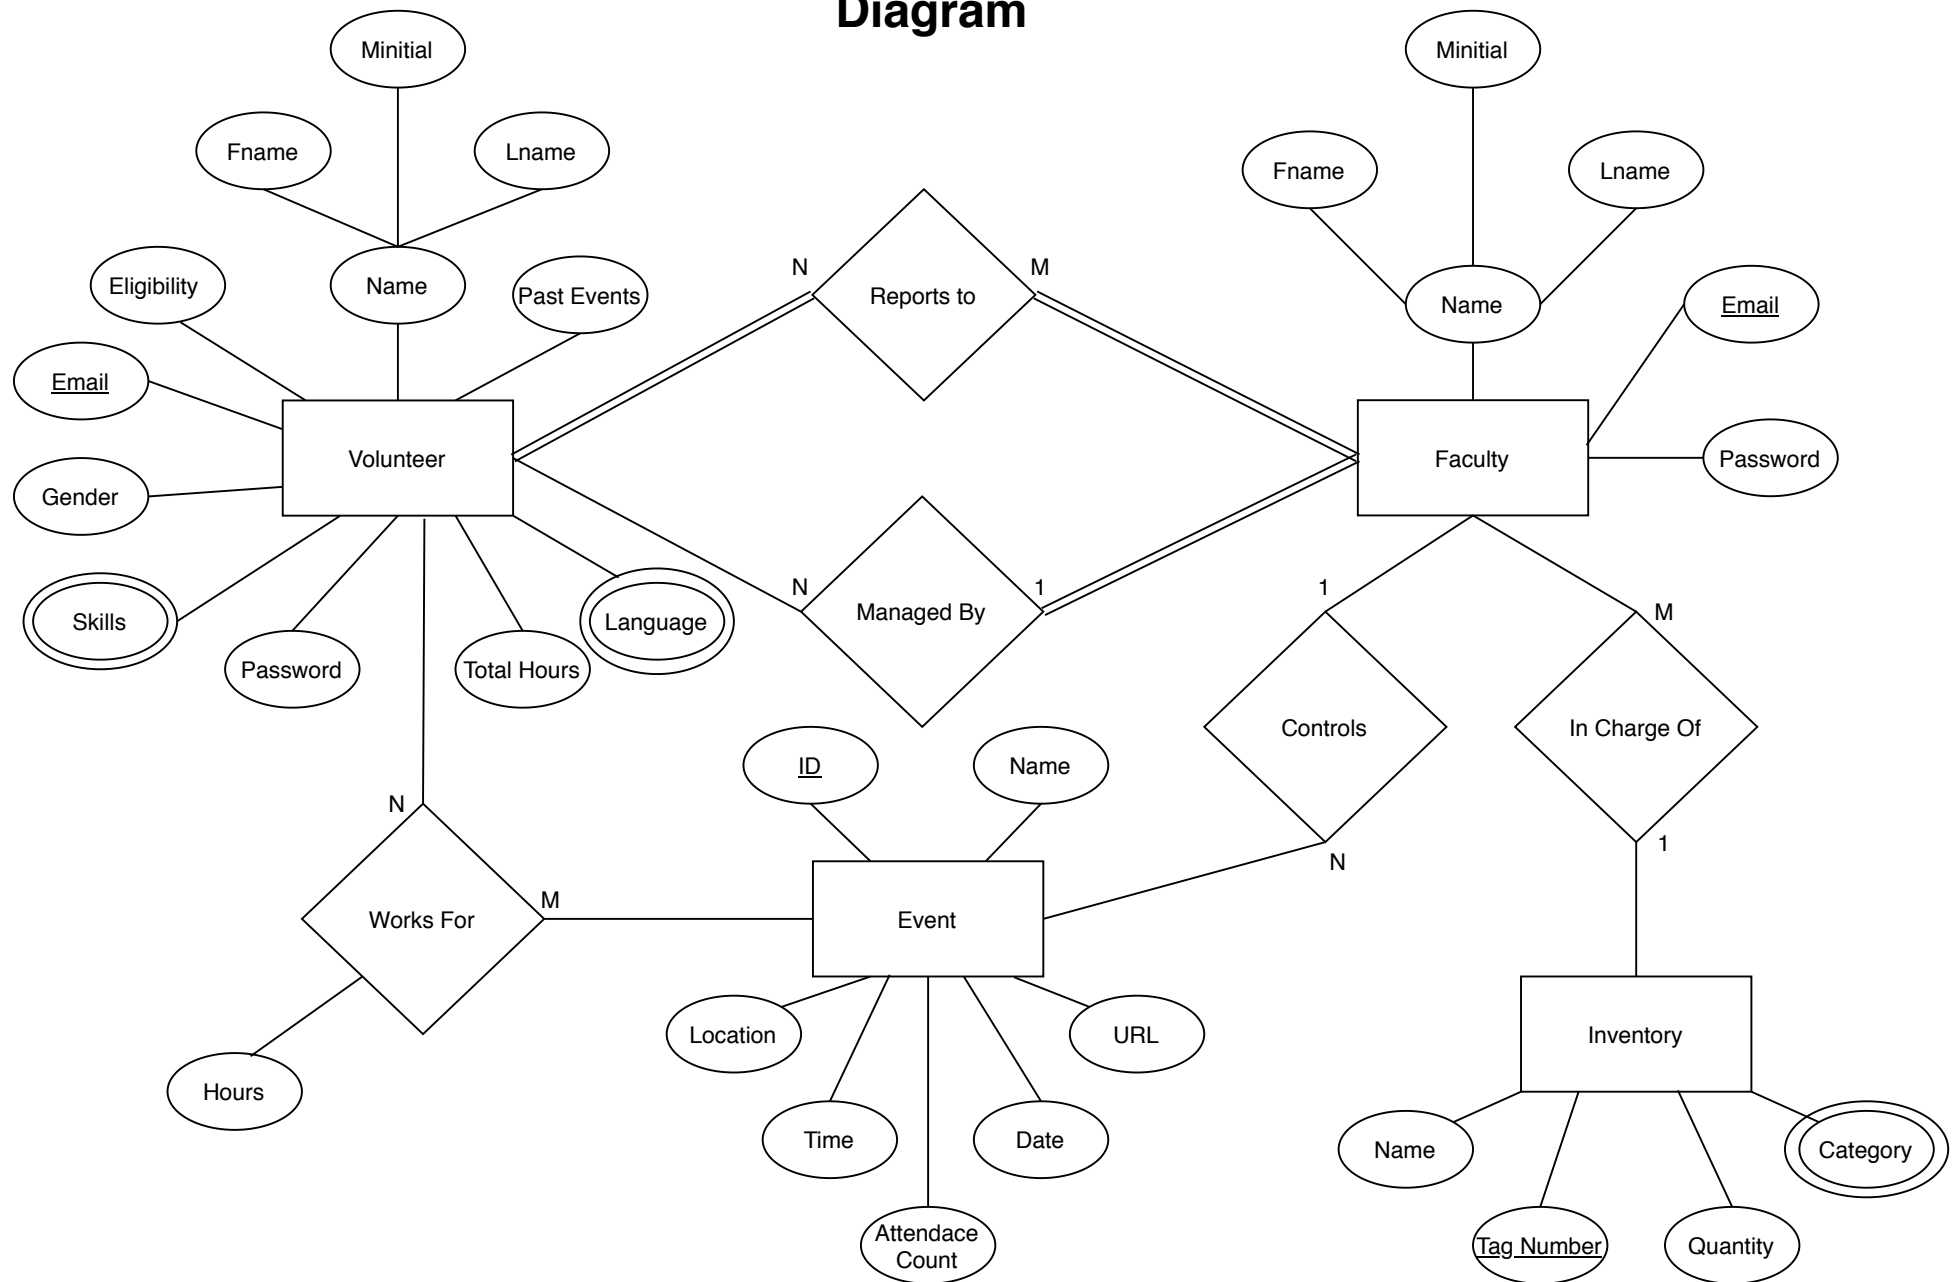 Diagram
Minitial
Minitial
Fname
Lname
Fname
Lname
Eligibility
Name
Past Events
N
M
Reports to
Name
Email
Email
Volunteer
Faculty
Password
Gender
N
1
1
M
Skills
Language
Managed By
Password
Total Hours
Controls
In Charge Of
ID
Name
N
1
N
M
Works For
Event
Location
URL
Inventory
Hours
Time
Date
Name
Category
Attendace
Count
Tag Number
Quantity